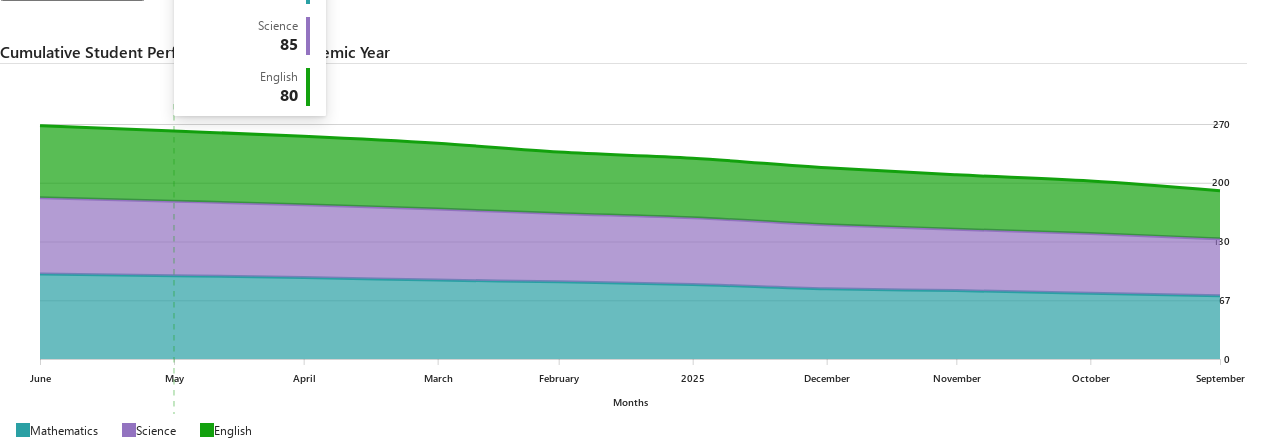 Science
85
Cumulative Student Perf emic Year
English
80
270
200
130
67
0
June May April March February 2025 December November October September
Months
Mathematics Science English